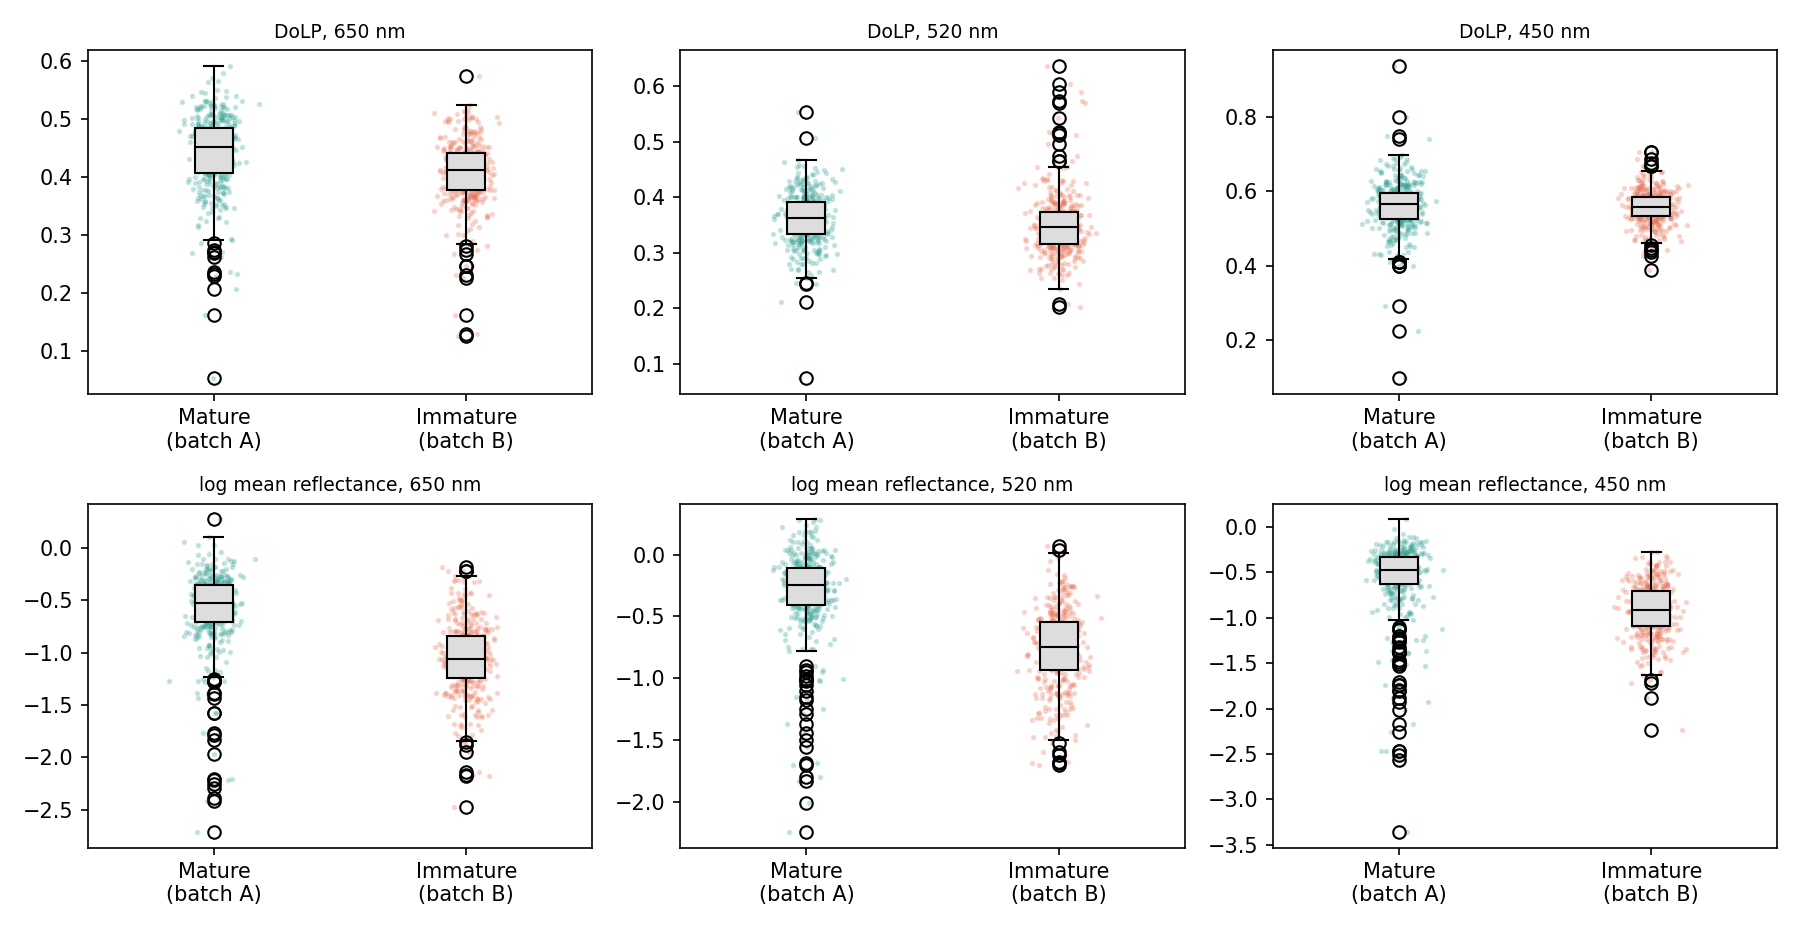 DoLP, 650 nm
0.6
0.5
0.4
0.3
0.2
0.1
Mature
(batch A)
Immature
(batch B)
DoLP, 520 nm
0.6
0.5
0.4
0.3
0.2
0.1
Mature
(batch A)
Immature
(batch B)
DoLP, 450 nm
0.8
0.6
0.4
0.2
Mature
(batch A)
Immature
(batch B)
log mean reflectance, 650 nm
0.0
−0.5
−1.0
−1.5
−2.0
−2.5
Mature
(batch A)
Immature
(batch B)
log mean reflectance, 520 nm
0.0
−0.5
−1.0
−1.5
−2.0
Mature
(batch A)
Immature
(batch B)
log mean reflectance, 450 nm
0.0
−0.5
−1.0
−1.5
−2.0
−2.5
−3.0
−3.5
Mature
(batch A)
Immature
(batch B)